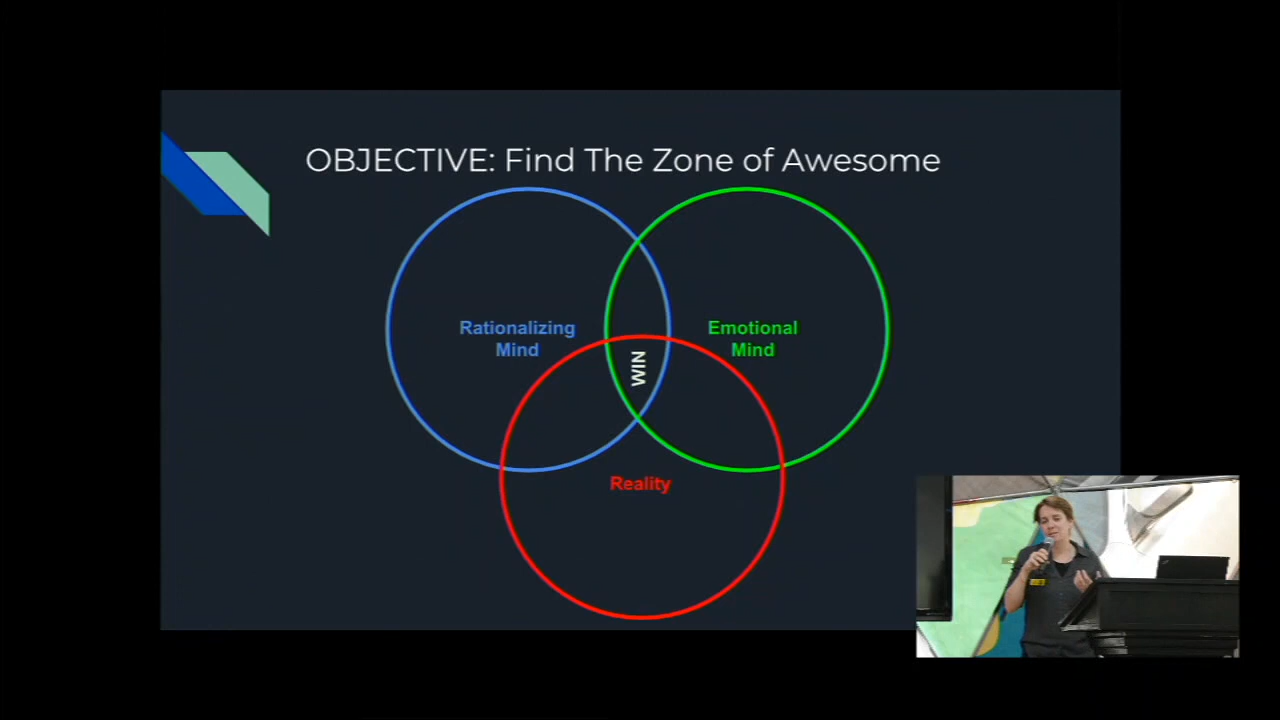 OBJECTIVE: Find The Zone of Awesome
Rationalizing
Mind
Emotional
Mind
WIN
Reality